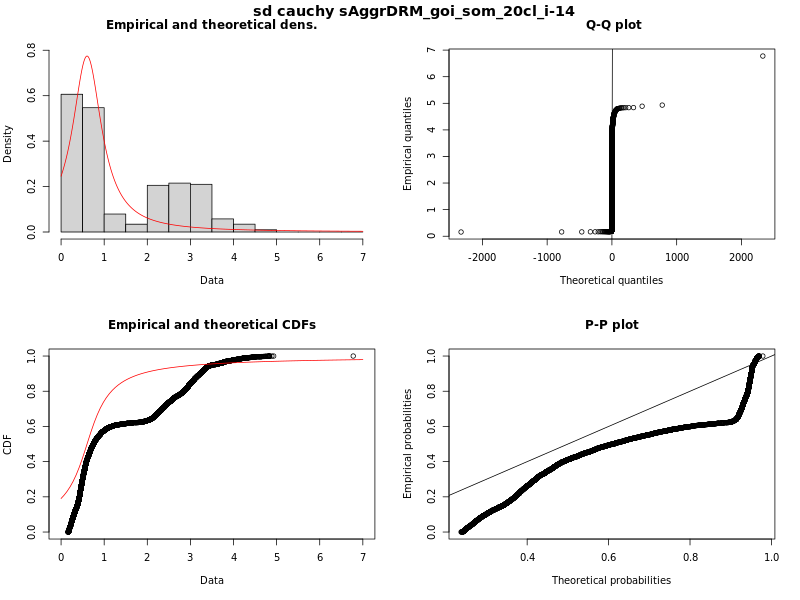 sd cauchy sAggrDRM_goi_som_20cl_i-14
Empirical and theoretical dens.
Density
0.0 0.2 0.4 0.6 0.8
0 1 2 3 4 5 6 7
Data
Q-Q plot
Empirical quantiles
0 1 2 3 4 5 6 7
-2000 -1000 0 1000 2000
Theoretical quantiles
Empirical and theoretical CDFs
CDF
0.0 0.2 0.4 0.6 0.8 1.0
0 1 2 3 4 5 6 7
Data
P-P plot
Empirical probabilities
0.0 0.2 0.4 0.6 0.8 1.0
0.4 0.6 0.8 1.0
Theoretical probabilities